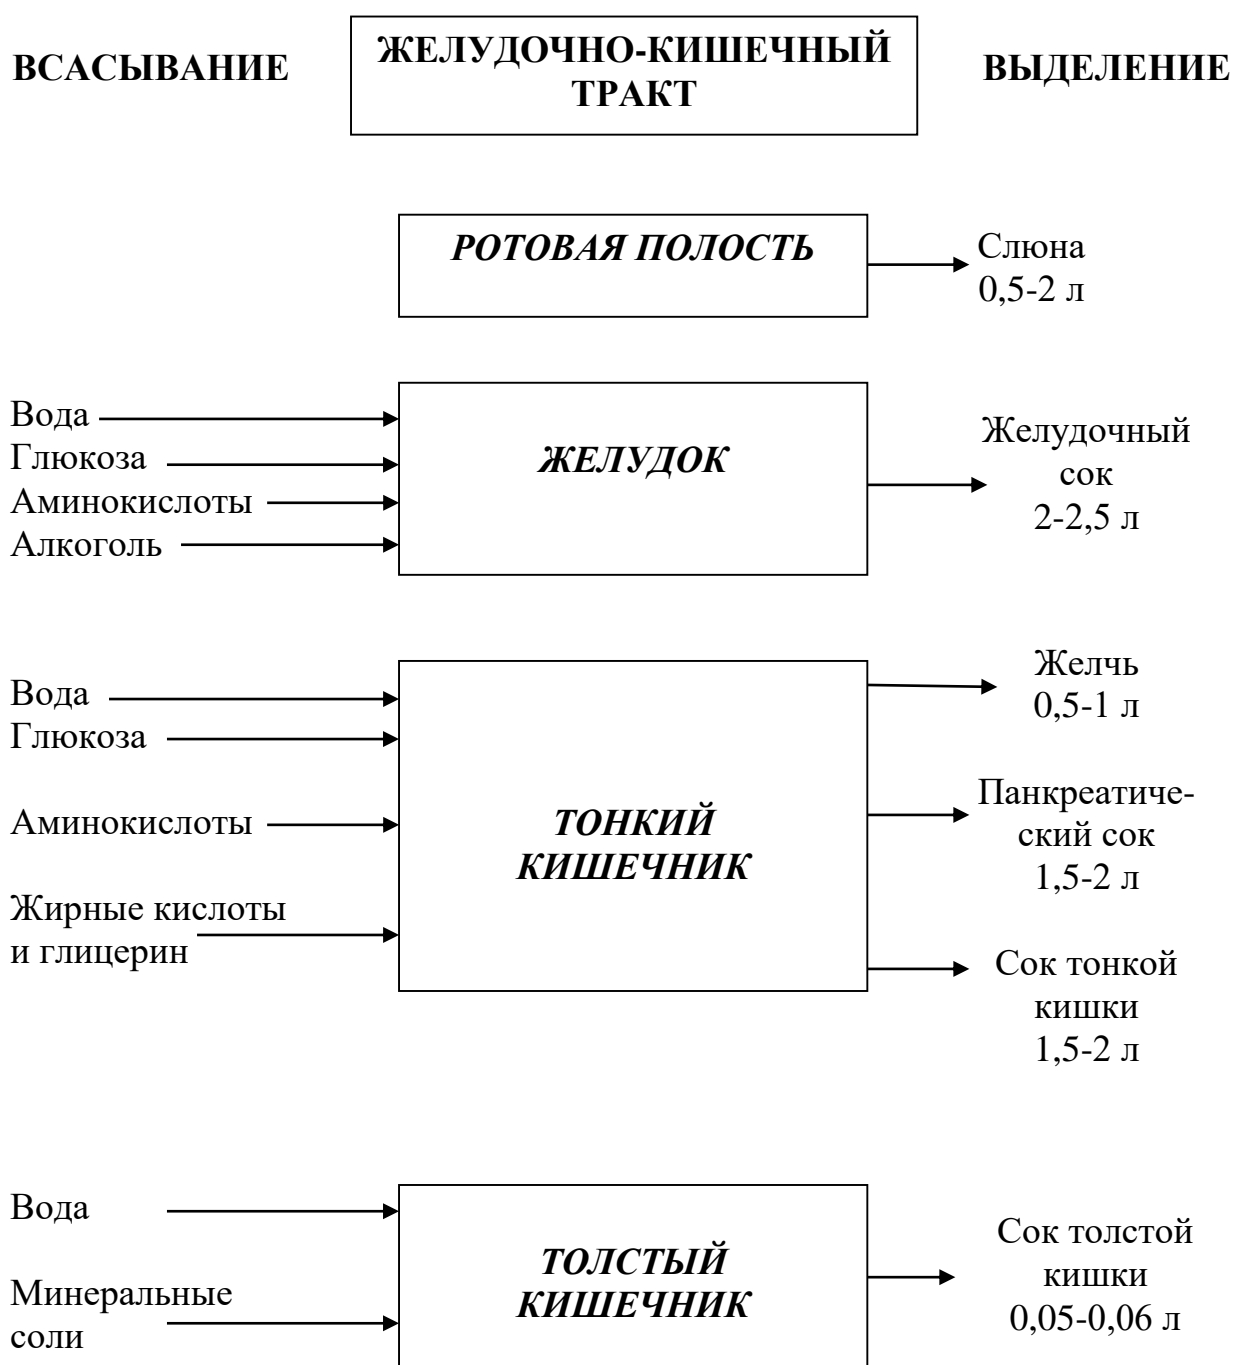 ВСАСЫВАНИЕ
ЖЕЛУДОЧНО-КИШЕЧНЫЙ
ТРАКТ
ВЫДЕЛЕНИЕ
РОТОВАЯ ПОЛОСТЬ
Слюна
0,5-2 л
Вода
Глюкоза
Аминокислоты
Алкоголь
ЖЕЛУДОК
Желудочный
сок
2-2,5 л
Вода
Глюкоза
Аминокислоты
Жирные кислоты
и глицерин
ТОНКИЙ
КИШЕЧНИК
Желчь
0,5-1 л
Панкреатиче-
ский сок
1,5-2 л
Сок тонкой
кишки
1,5-2 л
Вода
Минеральные
соли
ТОЛСТЫЙ
КИШЕЧНИК
Сок толстой
кишки
0,05-0,06 л